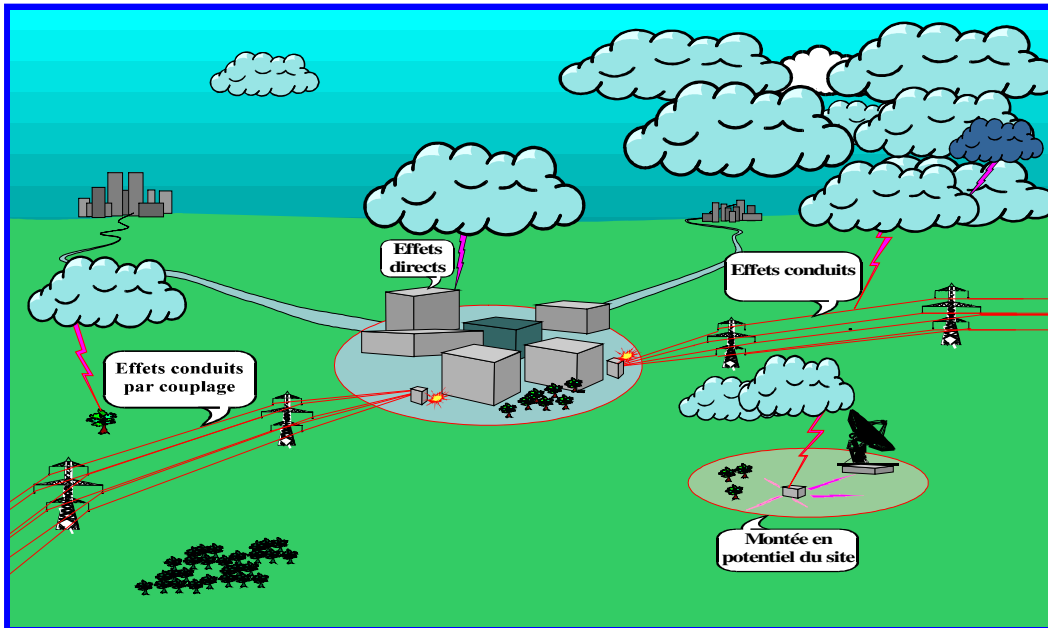 Effets
directs
Effets conduits
Effets conduits
par couplage
Montée en
potentiel du site